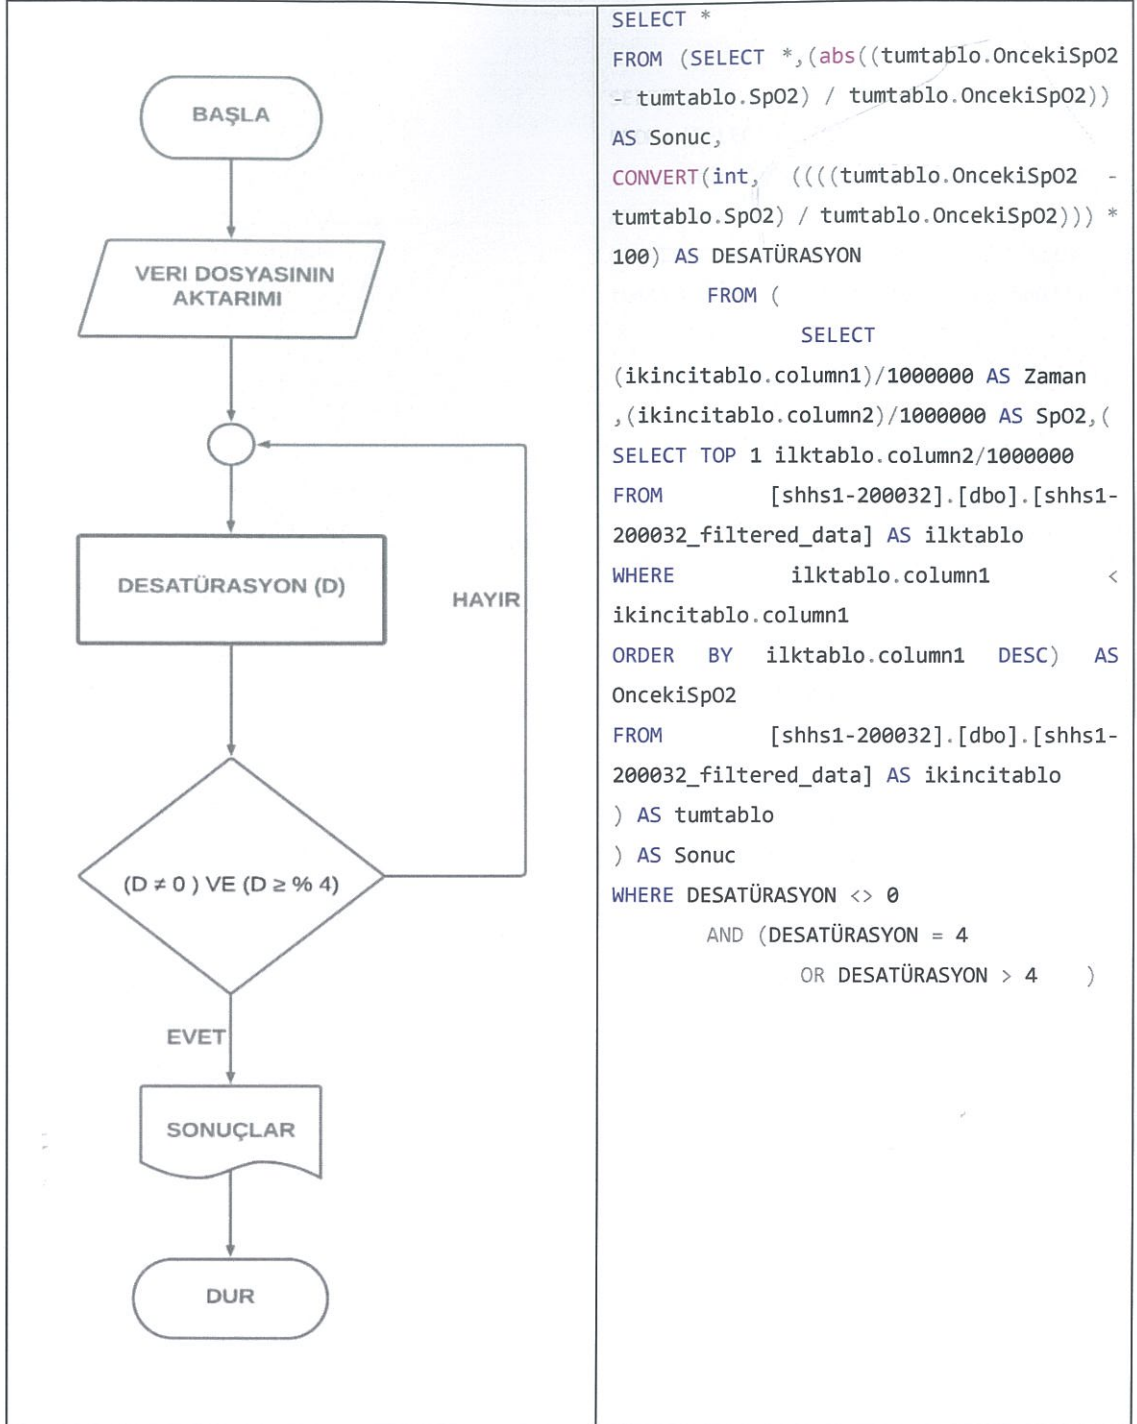 BAŞLA
VERİ DOSYASININ
AKTARIMI
DESATÜRASYON (D)
HAYIR
(D ≠ 0 ) VE (D ≥ % 4)
EVET
SONUÇLAR
DUR
SELECT *
FROM (SELECT *,(abs((tumtablo.OncekiSpO2
- tumtablo.SpO2) / tumtablo.OncekiSpO2))
AS Sonuc,
CONVERT(int, ((((tumtablo.OncekiSpO2 -
tumtablo.SpO2) / tumtablo.OncekiSpO2))) *
100) AS DESATÜRASYON
FROM (
SELECT
(ikincitablo.column1)/1000000 AS Zaman
,(ikincitablo.column2)/1000000 AS SpO2,(
SELECT TOP 1 ilktablo.column2/1000000
FROM [shhs1-200032].[dbo].[shhs1-
200032_filtered_data] AS ilktablo
WHERE ilktablo.column1 <
ikincitablo.column1
ORDER BY ilktablo.column1 DESC) AS
OncekiSpO2
FROM [shhs1-200032].[dbo].[shhs1-
200032_filtered_data] AS ikincitablo
) AS tumtablo
) AS Sonuc
WHERE DESATÜRASYON <> 0
AND (DESATÜRASYON = 4
OR DESATÜRASYON > 4 )